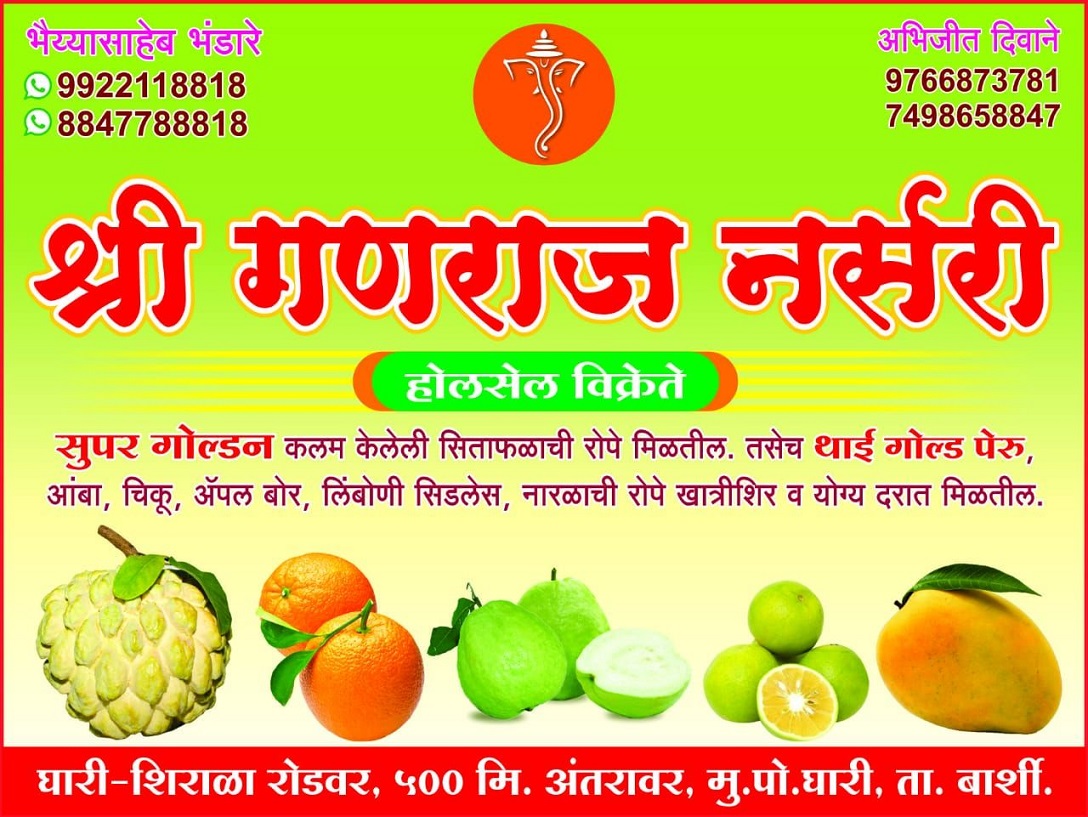 भैय्यासाहेब भंडारे
9922118818
8847788818
अभिजीत दिवाने
9766873781
7498658847
श्री गणराज नर्सरी
होलसेल विक्रेते
सुपर गोल्डन कलम केलेली सिताफळाची रोपे मिळतील. तसेच थाई गोल्ड पेरु,
आंबा, चिकू, ॲपल बोर, लिंबोणी सिडलेस, नारळाची रोपे खात्रीशिर व योग्य दरात मिळतील.
घारी-शिराळा रोडवर, ५०० मि. अंतरावर, मु.पो.घारी, ता. बार्शी.